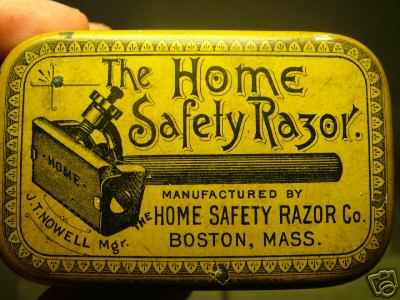 The HOME
Safety Razor.
HOME
MANUFACTURED BY
THE HOME SAFETY RAZOR Co.
BOSTON, MASS.
J.T. NOWELL Mgr.